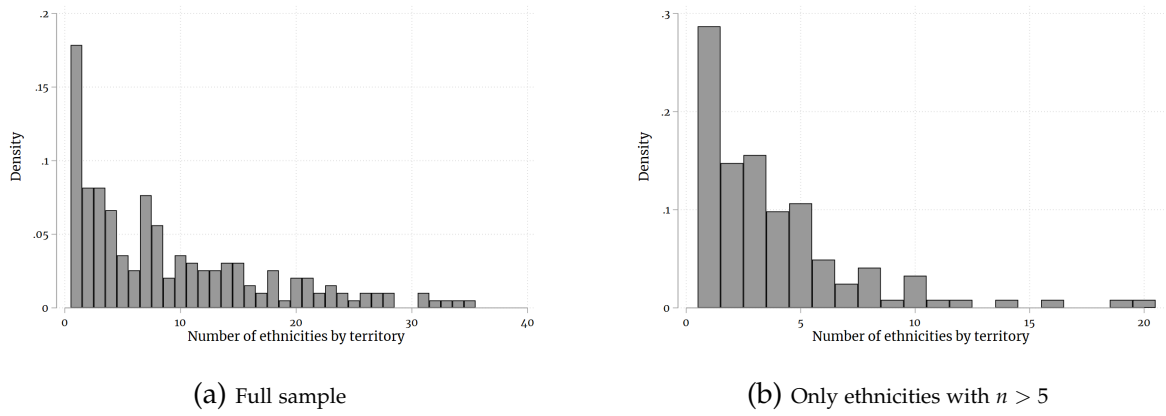 .2
.15
.1
.05
0
Density
0 10 20 30 40
Number of ethnicities by territory
(a) Full sample
.3
.2
.1
0
Density
0 5 10 15 20
Number of ethnicities by territory
(b) Only ethnicities with n > 5